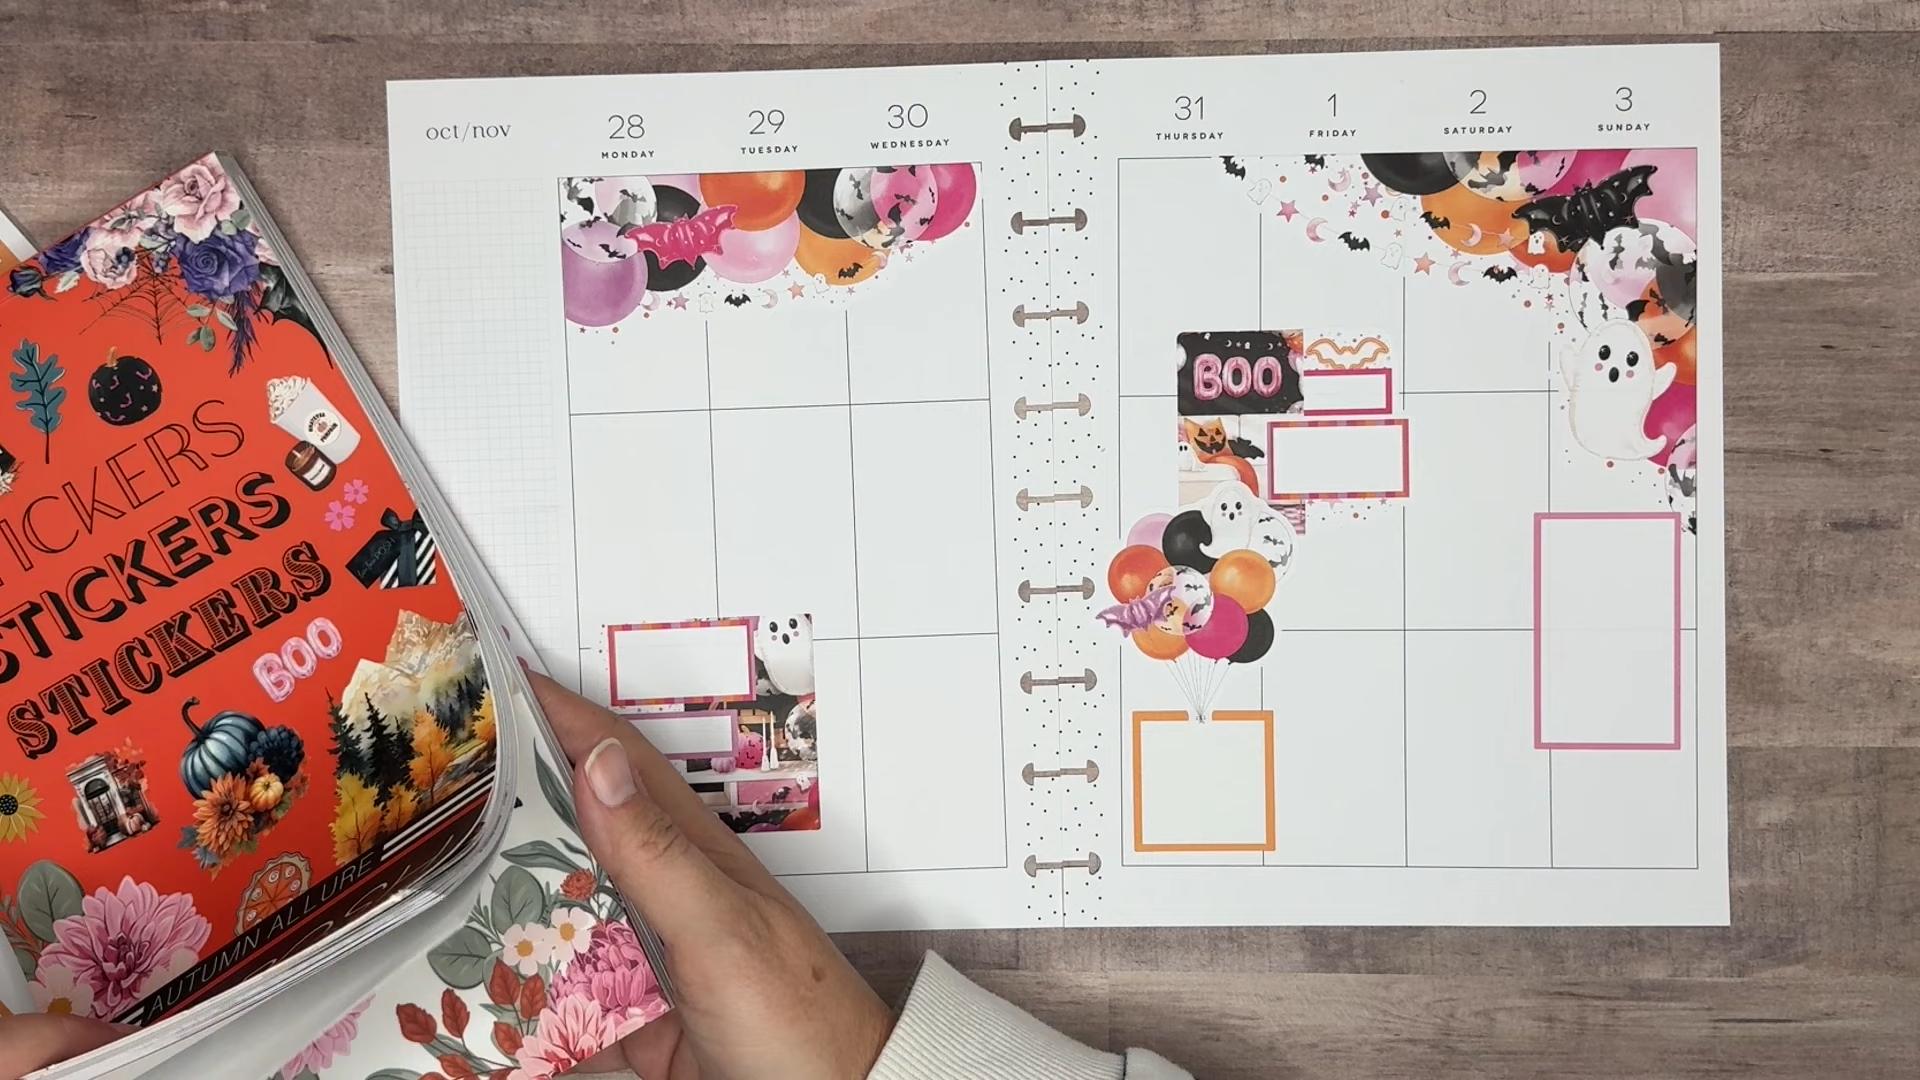 oct/nov
28
MONDAY
29
TUESDAY
30
WEDNESDAY
31
THURSDAY
1
FRIDAY
2
SATURDAY
3
SUNDAY
BOO
STICKERS
STICKERS
BOO
AUTUMN ALLURE